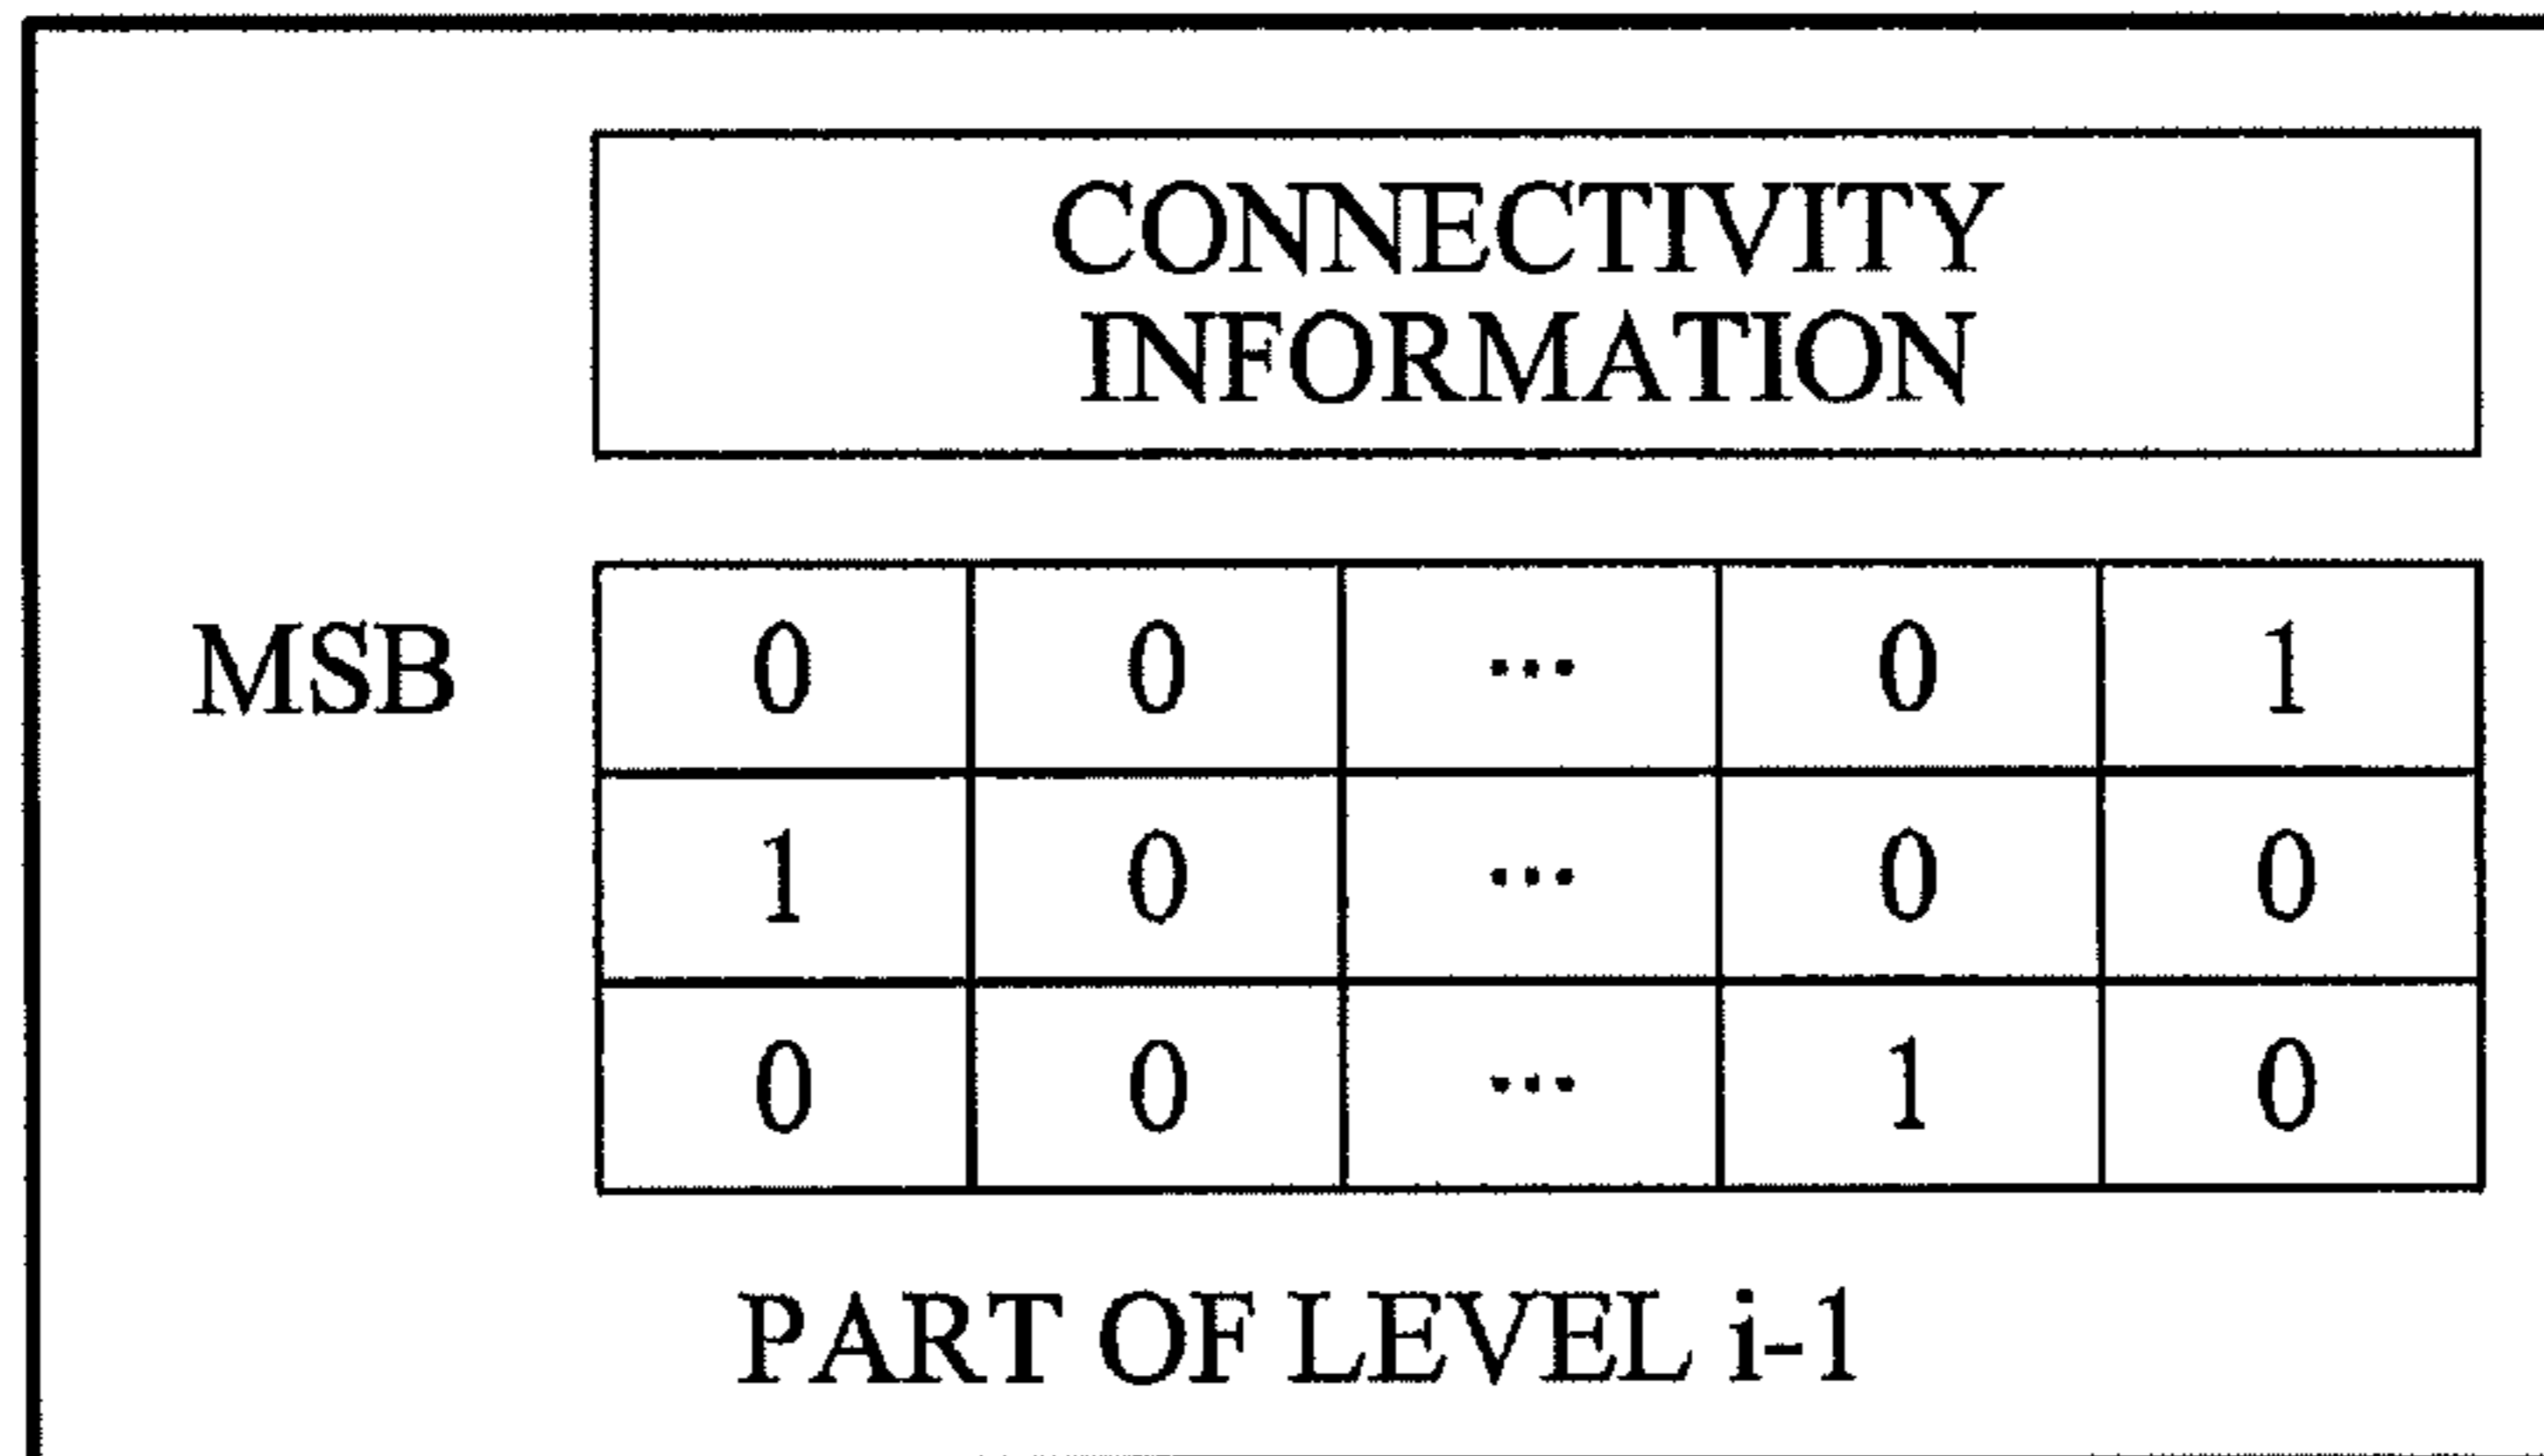 CONNECTIVITY
INFORMATION
MSB 0 0 ... 0 1
1 0 ... 0 0
0 0 ... 1 0
PART OF LEVEL i-1